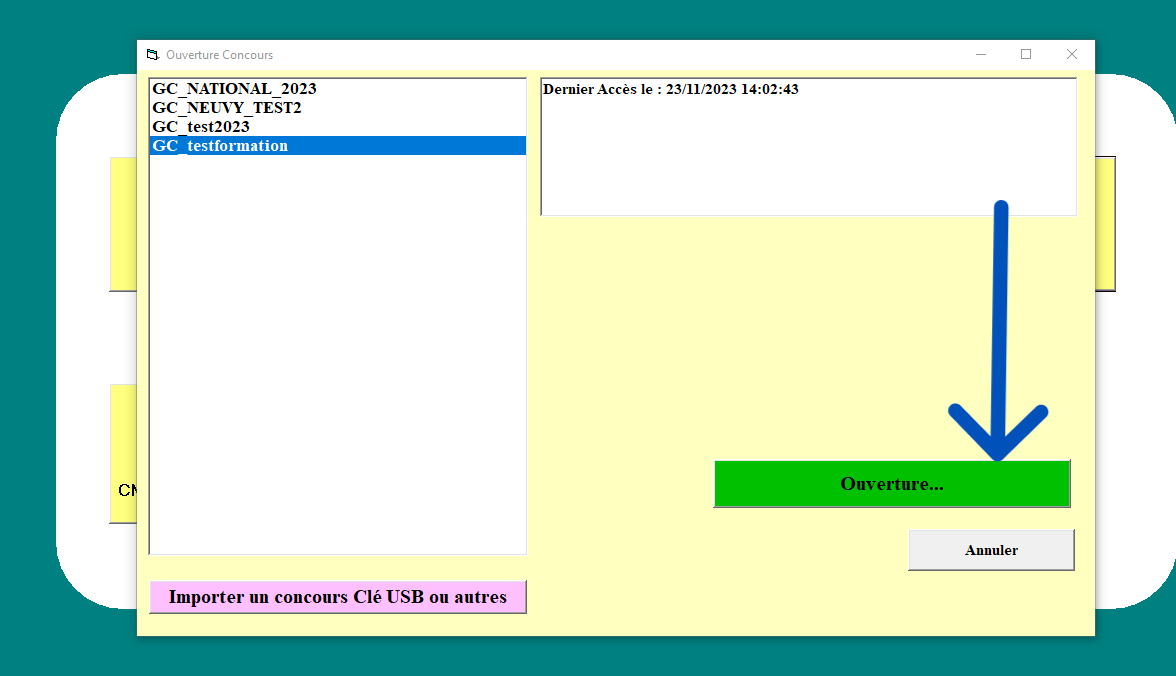 Ouverture Concours
GC_NATIONAL_2023
GC_NEUVY_TEST2
GC_test2023
GC_testformation
Dernier Accès le : 23/11/2023 14:02:43
Ouverture...
Annuler
Importer un concours Clé USB ou autres